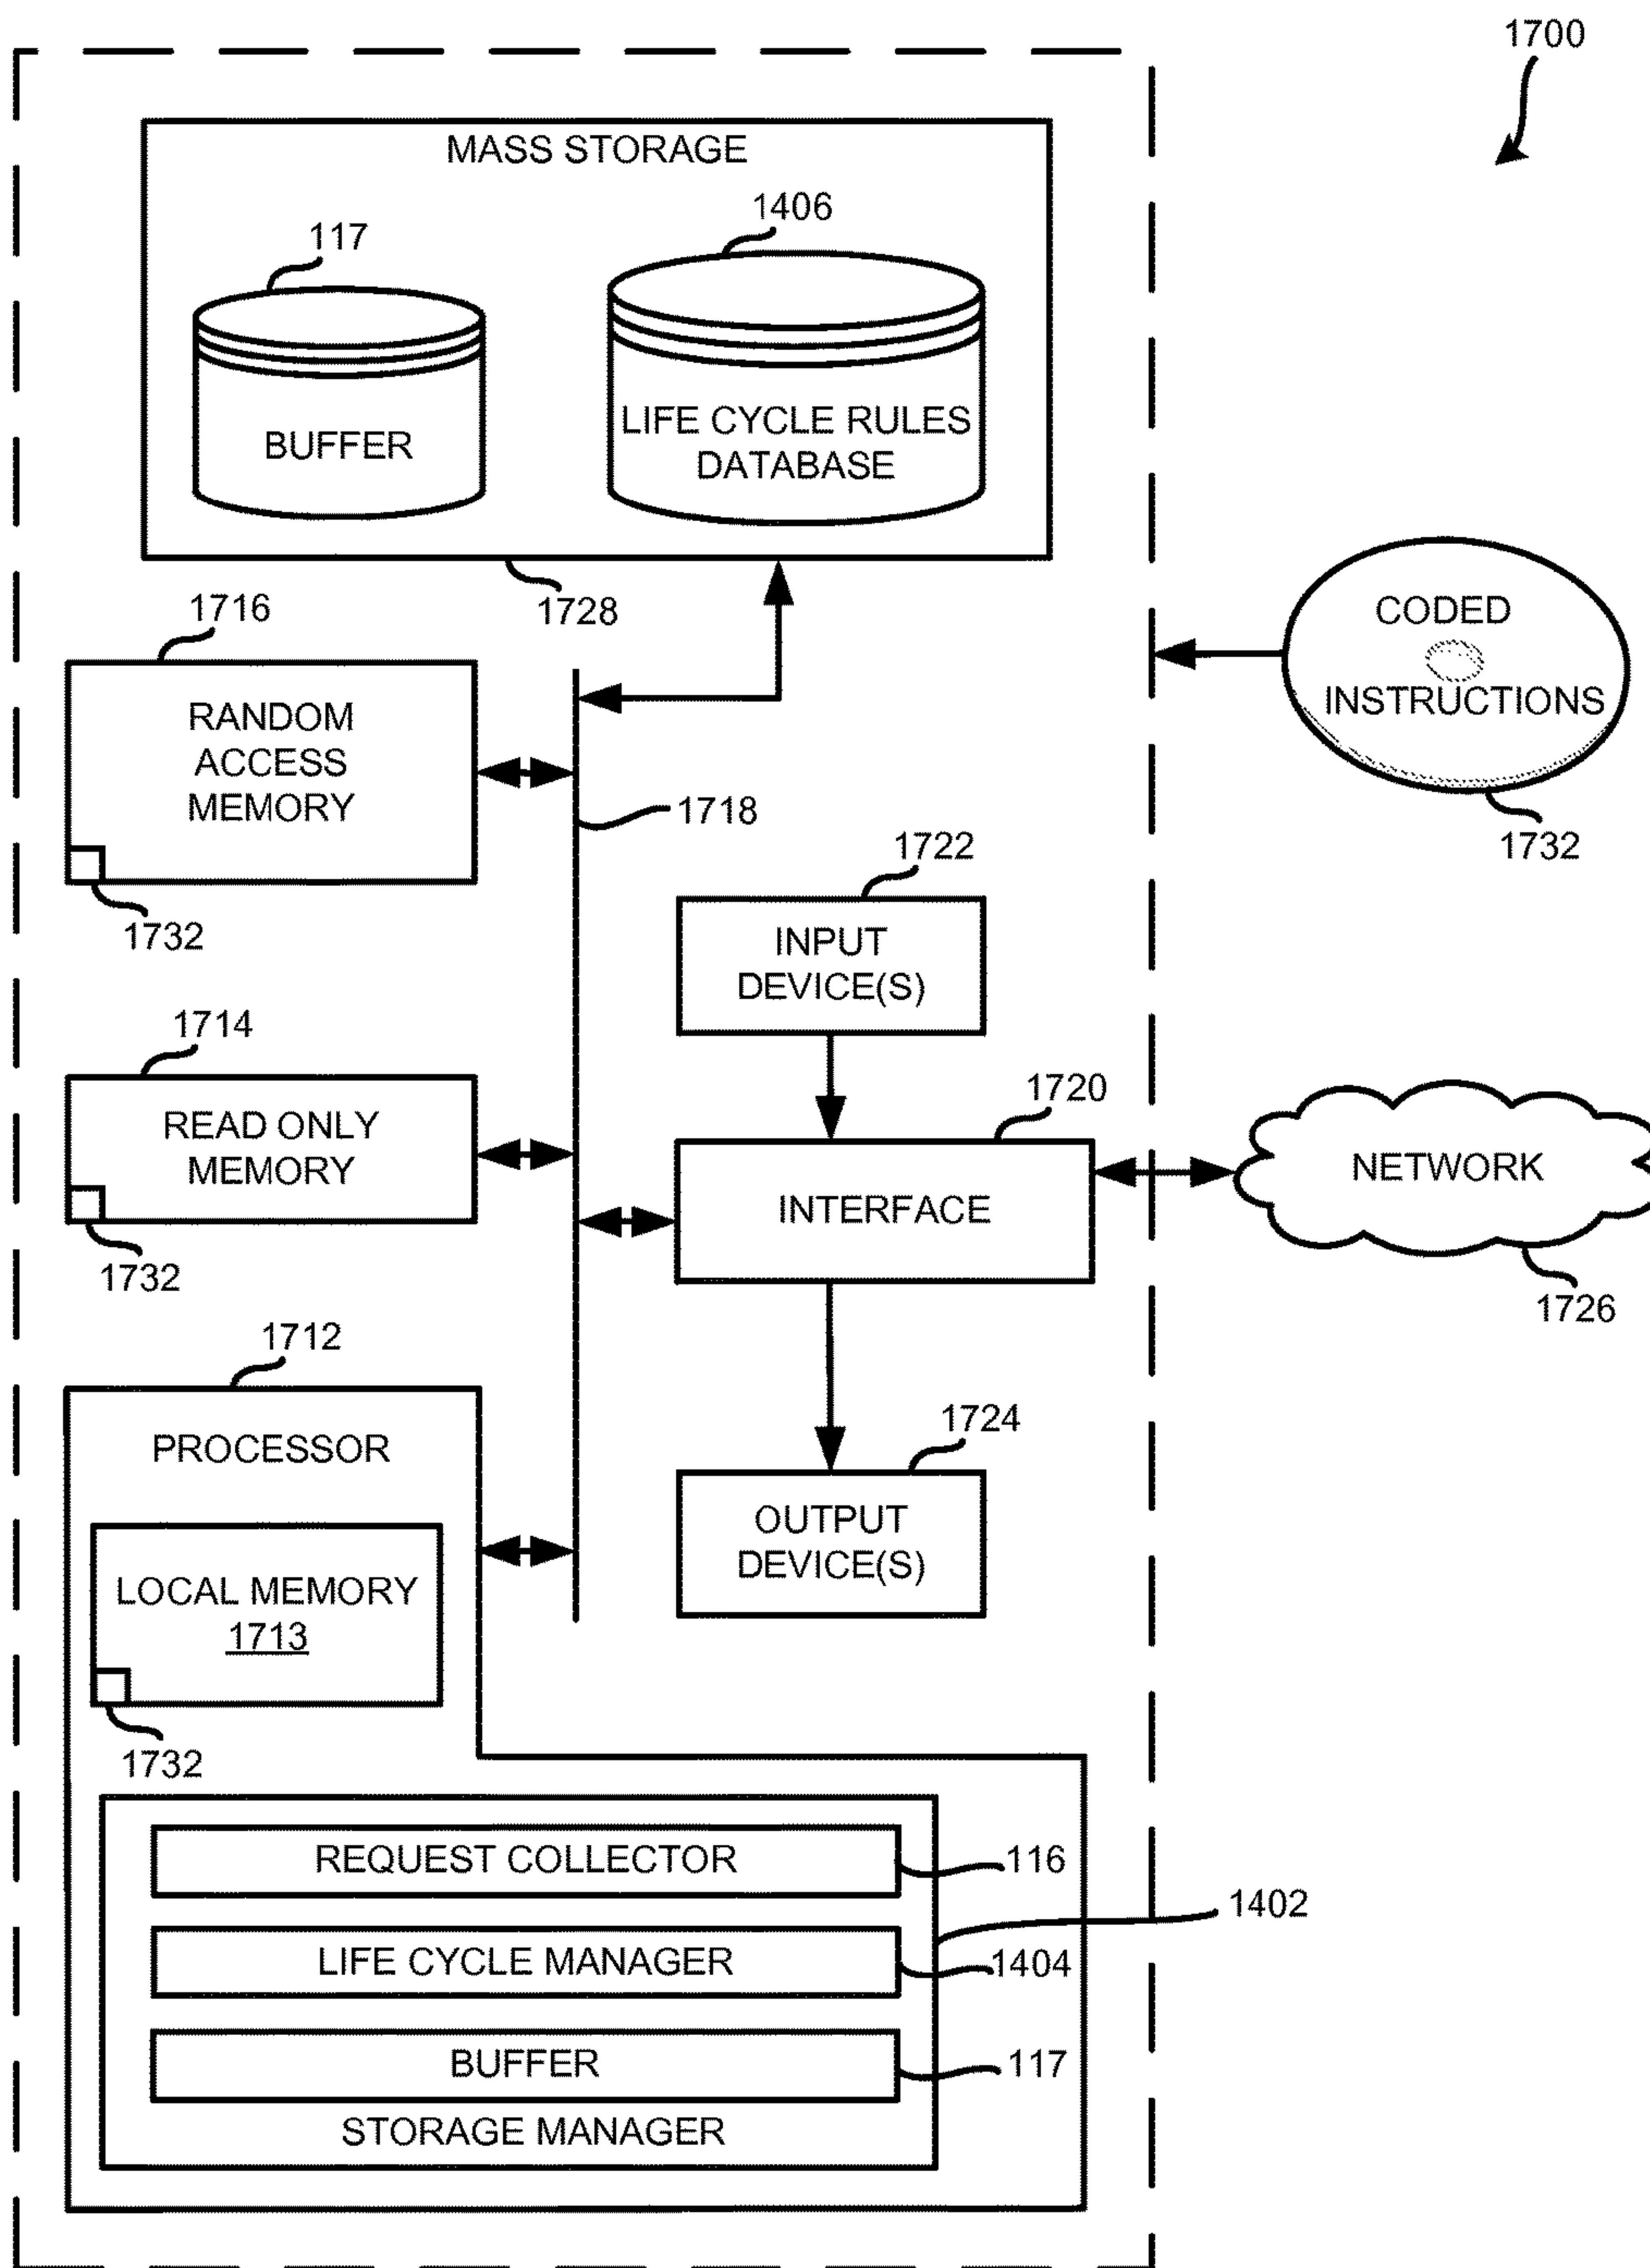 1700
MASS STORAGE
117
1406
BUFFER
LIFE CYCLE RULES
DATABASE
1728
1716
RANDOM
ACCESS
MEMORY
1732
1718
CODED
INSTRUCTIONS
1732
1722
INPUT
DEVICE(S)
1714
READ ONLY
MEMORY
1732
1720
INTERFACE
NETWORK
1726
1712
PROCESSOR
LOCAL MEMORY
1713
1732
1724
OUTPUT
DEVICE(S)
REQUEST COLLECTOR
116
1402
LIFE CYCLE MANAGER
1404
BUFFER
117
STORAGE MANAGER